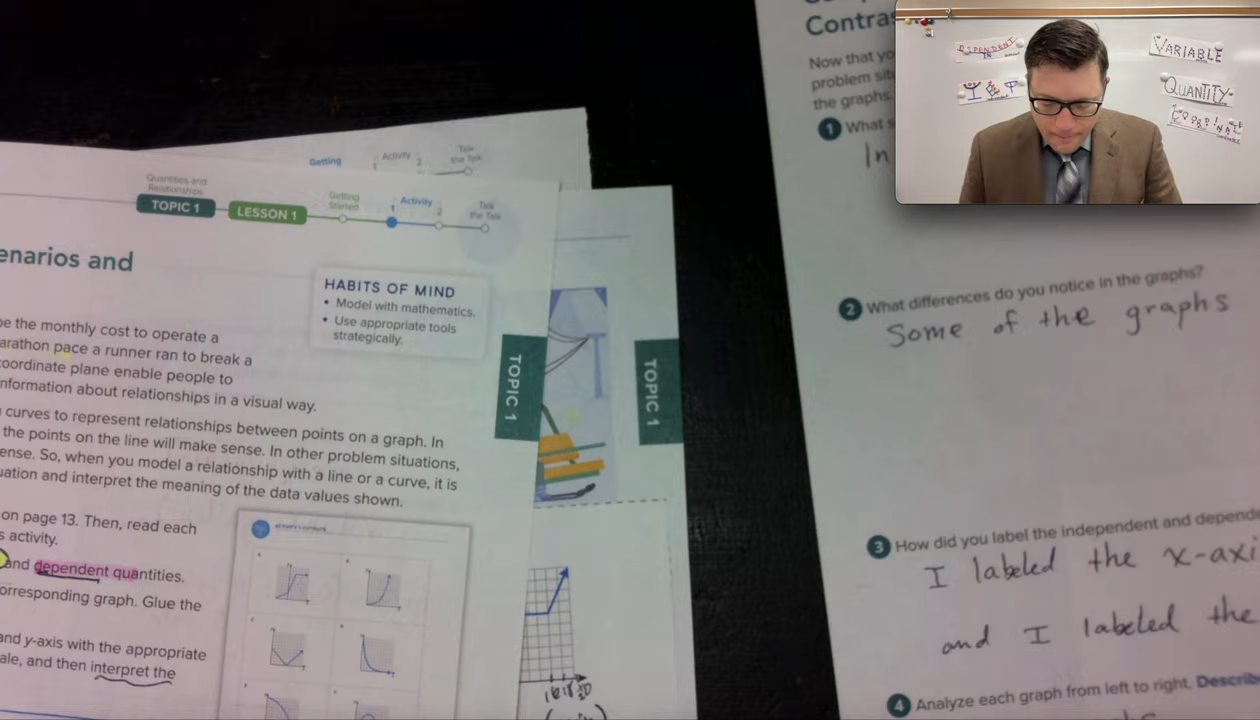 Getting
Activity
Talk
the Talk
1
2
Quantities and
Relationships
TOPIC 1
LESSON 1
Getting
Started
1
Activity
2
Talk
the Talk
enarios and
HABITS OF MIND
• Model with mathematics.
• Use appropriate tools
strategically.
be the monthly cost to operate a
arathon pace a runner ran to break a
oordinate plane enable people to
nformation about relationships in a visual way.
curves to represent relationships between points on a graph. In
the points on the line will make sense. In other problem situations,
ense. So, when you model a relationship with a line or a curve, it is
uation and interpret the meaning of the data values shown.
on page 13. Then, read each
s activity.
and dependent quantities.
orresponding graph. Glue the
and y-axis with the appropriate
ale, and then interpret the
TOPIC 1
TOPIC 1
Contras
Now that yo
problem sit
the graphs.
1 What s
In
2 What differences do you notice in the graphs?
Some of the graphs
3 How did you label the independent and depende
I labeled the x-axi
and I labeled the
4 Analyze each graph from left to right. Describ
DEPENDENT
IN
VARIABLE
QUANTITY